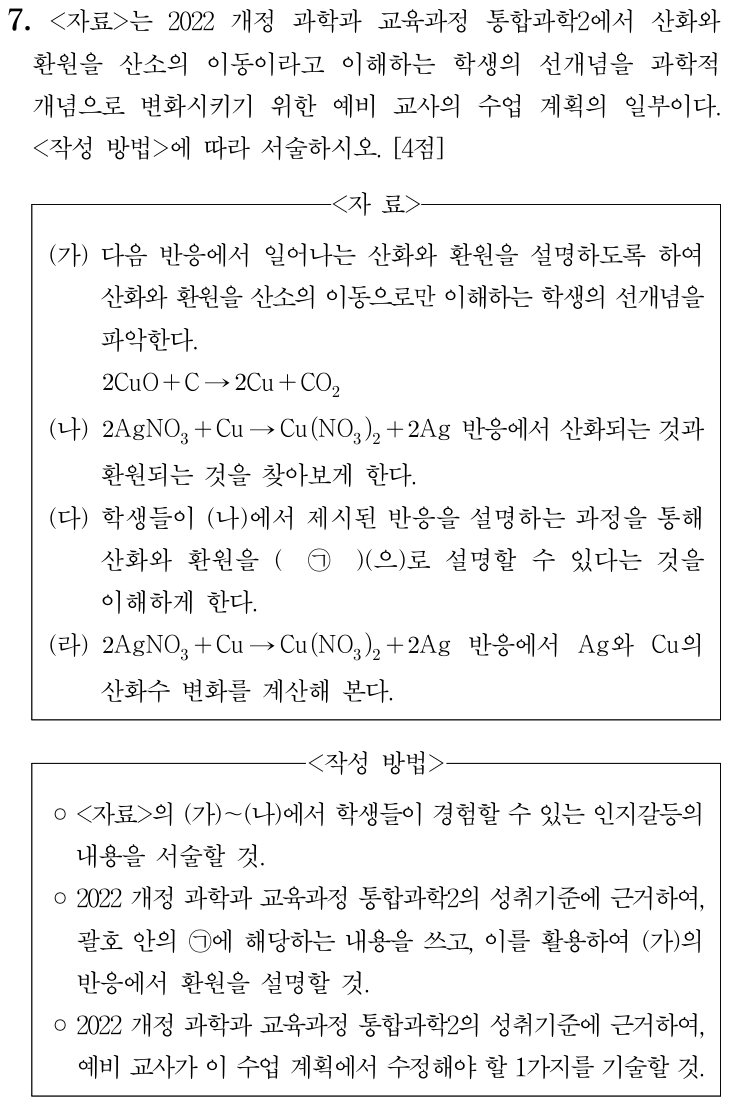 7. <자료>는 2022 개정 과학과 교육과정 통합과학2에서 산화와
환원을 산소의 이동이라고 이해하는 학생의 선개념을 과학적
개념으로 변화시키기 위한 예비 교사의 수업 계획의 일부이다.
<작성 방법>에 따라 서술하시오. [4점]
<자 료>
(가) 다음 반응에서 일어나는 산화와 환원을 설명하도록 하여
산화와 환원을 산소의 이동으로만 이해하는 학생의 선개념을
파악한다.
2CuO + C → 2Cu + CO₂
(나) 2AgNO₃ + Cu → Cu(NO₃)₂ + 2Ag 반응에서 산화되는 것과
환원되는 것을 찾아보게 한다.
(다) 학생들이 (나)에서 제시된 반응을 설명하는 과정을 통해
산화와 환원을 ( ㉠ )(으)로 설명할 수 있다는 것을
이해하게 한다.
(라) 2AgNO₃ + Cu → Cu(NO₃)₂ + 2Ag 반응에서 Ag와 Cu의
산화수 변화를 계산해 본다.
<작성 방법>
○ <자료>의 (가)~(나)에서 학생들이 경험할 수 있는 인지갈등의
내용을 서술할 것.
○ 2022 개정 과학과 교육과정 통합과학2의 성취기준에 근거하여,
괄호 안의 ㉠에 해당하는 내용을 쓰고, 이를 활용하여 (가)의
반응에서 환원을 설명할 것.
○ 2022 개정 과학과 교육과정 통합과학2의 성취기준에 근거하여,
예비 교사가 이 수업 계획에서 수정해야 할 1가지를 기술할 것.